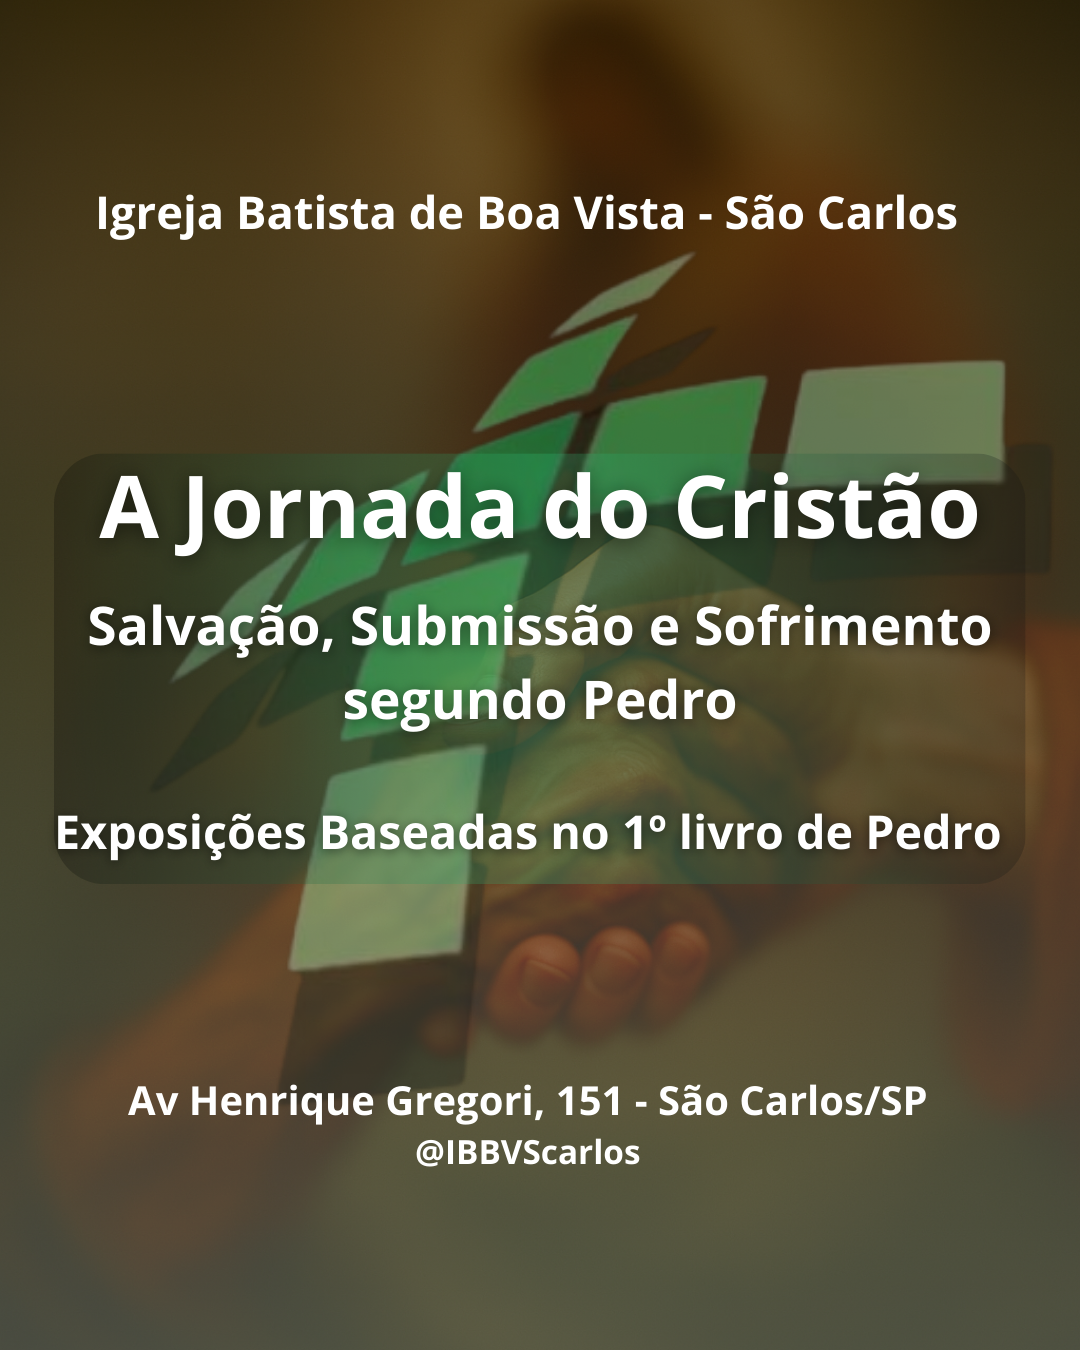 Igreja Batista de Boa Vista - São Carlos
A Jornada do Cristão
Salvação, Submissão e Sofrimento
segundo Pedro
Exposições Baseadas no 1º livro de Pedro
Av Henrique Gregori, 151 - São Carlos/SP
@IBBVScarlos